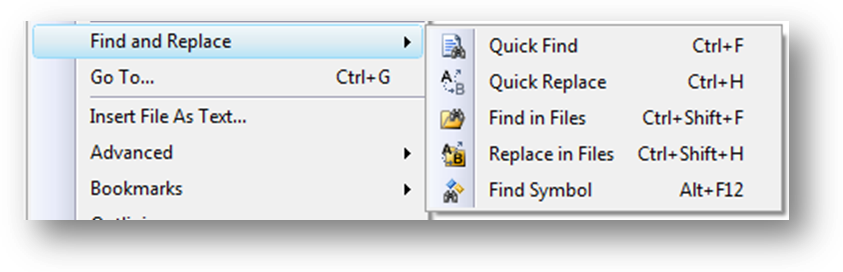 Find and Replace
Go To... Ctrl+G
Insert File As Text...
Advanced
Bookmarks
Quick Find Ctrl+F
Quick Replace Ctrl+H
Find in Files Ctrl+Shift+F
Replace in Files Ctrl+Shift+H
Find Symbol Alt+F12